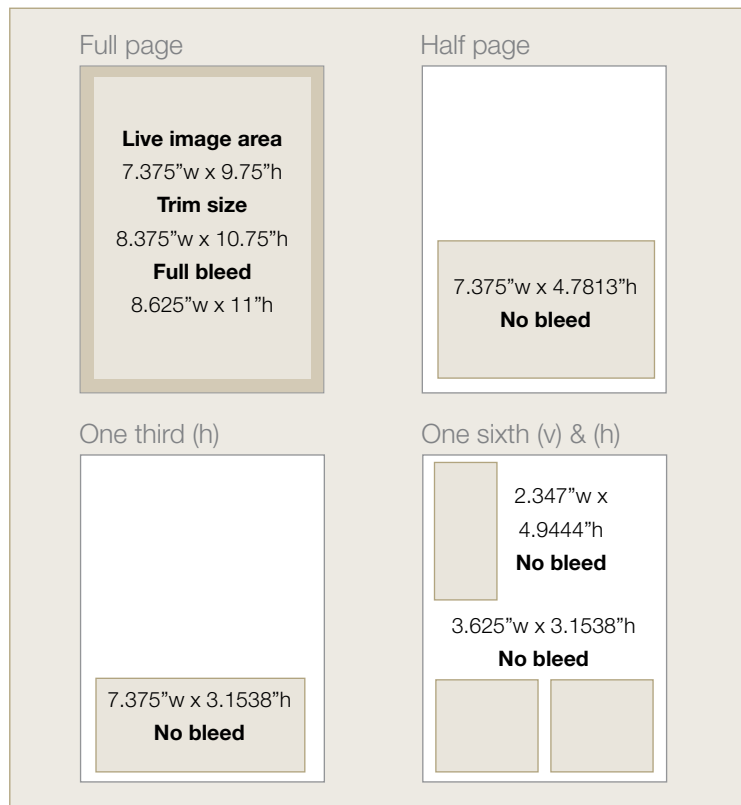 Full page
Live image area
7.375”w x 9.75”h
Trim size
8.375”w x 10.75”h
Full bleed
8.625”w x 11”h
Half page
7.375”w x 4.7813”h
No bleed
One third (h)
7.375”w x 3.1538”h
No bleed
One sixth (v) & (h)
2.347”w x
4.9444”h
No bleed
3.625”w x 3.1538”h
No bleed